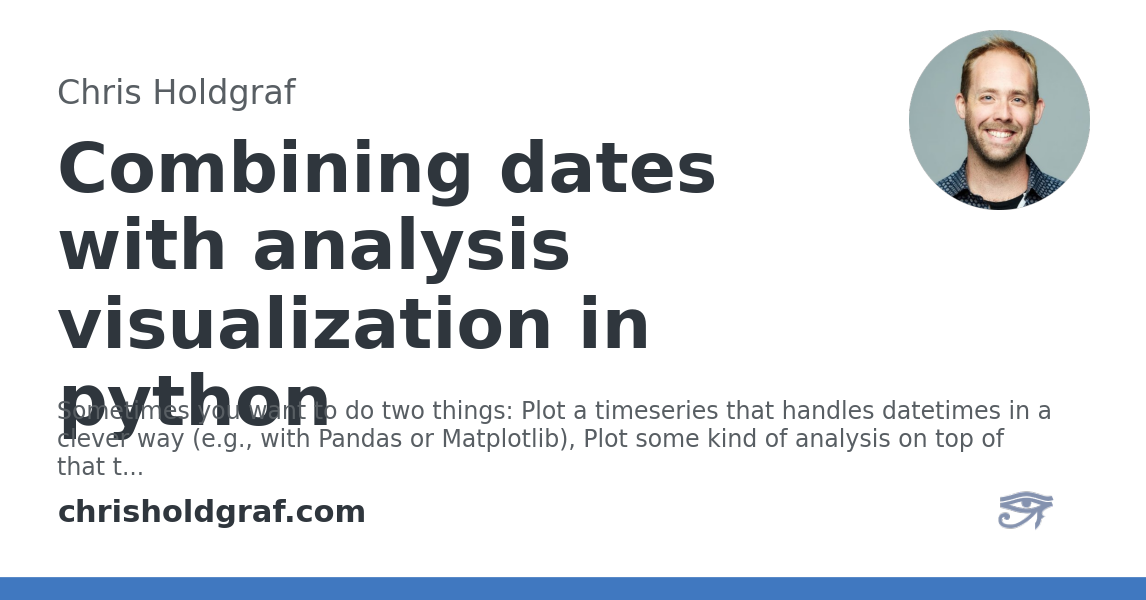 Chris Holdgraf
Combining dates
with analysis
visualization in
python
Sometimes you want to do two things: Plot a timeseries that handles datetimes in a
clever way (e.g., with Pandas or Matplotlib), Plot some kind of analysis on top of
that t...
chrisholdgraf.com